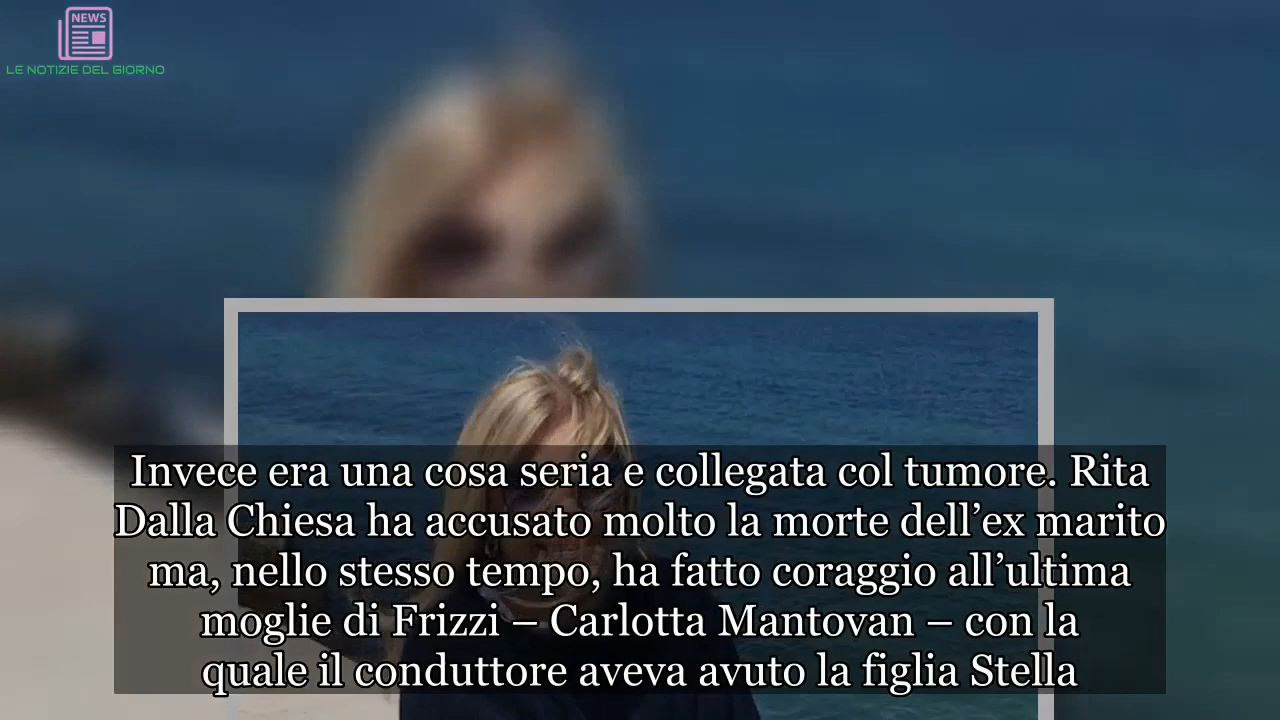 NEWS
LE NOTIZIE DEL GIORNO
Invece era una cosa seria e collegata col tumore. Rita
Dalla Chiesa ha accusato molto la morte dell’ex marito
ma, nello stesso tempo, ha fatto coraggio all’ultima
moglie di Frizzi – Carlotta Mantovan – con la
quale il conduttore aveva avuto la figlia Stella